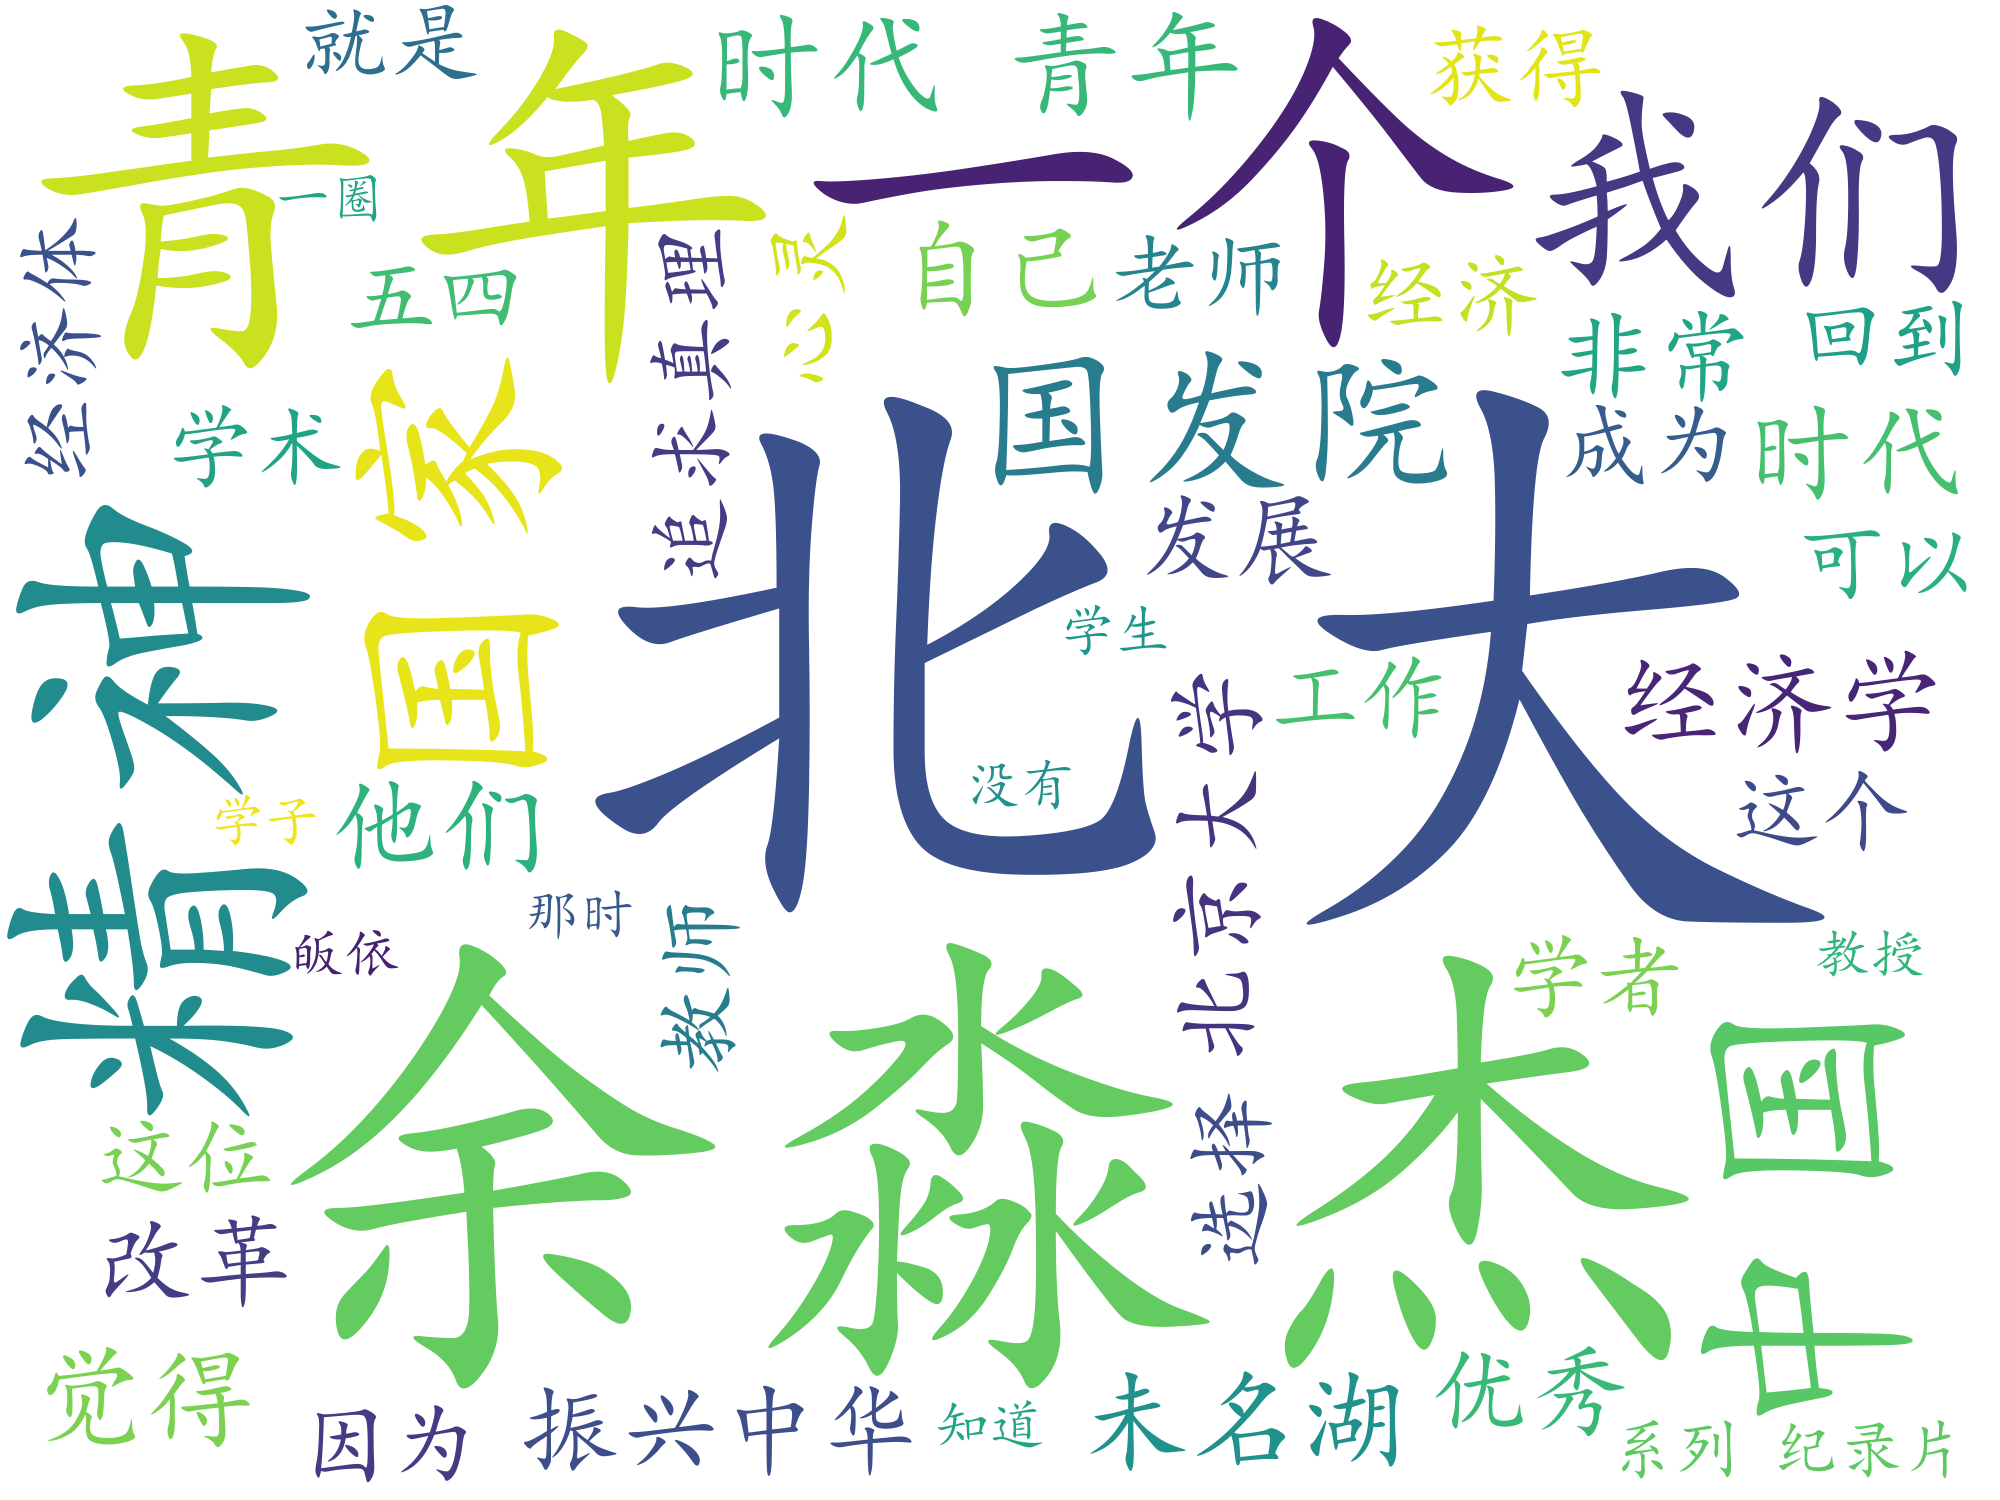 就是
时代 青年
获得
青年
一个
我们
一圈
五四
自己
老师
经济
心灵
追求真理
经济体
非常
回到
国家
国发院
学术
成为
时代
北大
发展
可以
精神
学生
经济学
工作
北京大学
没有
这个
学子
他们
那时
皈依
教师
学者
教授
余淼杰
中国
选择
这位
改革
觉得
因为
振兴中华
知道
未名湖
优秀
系列 纪录片